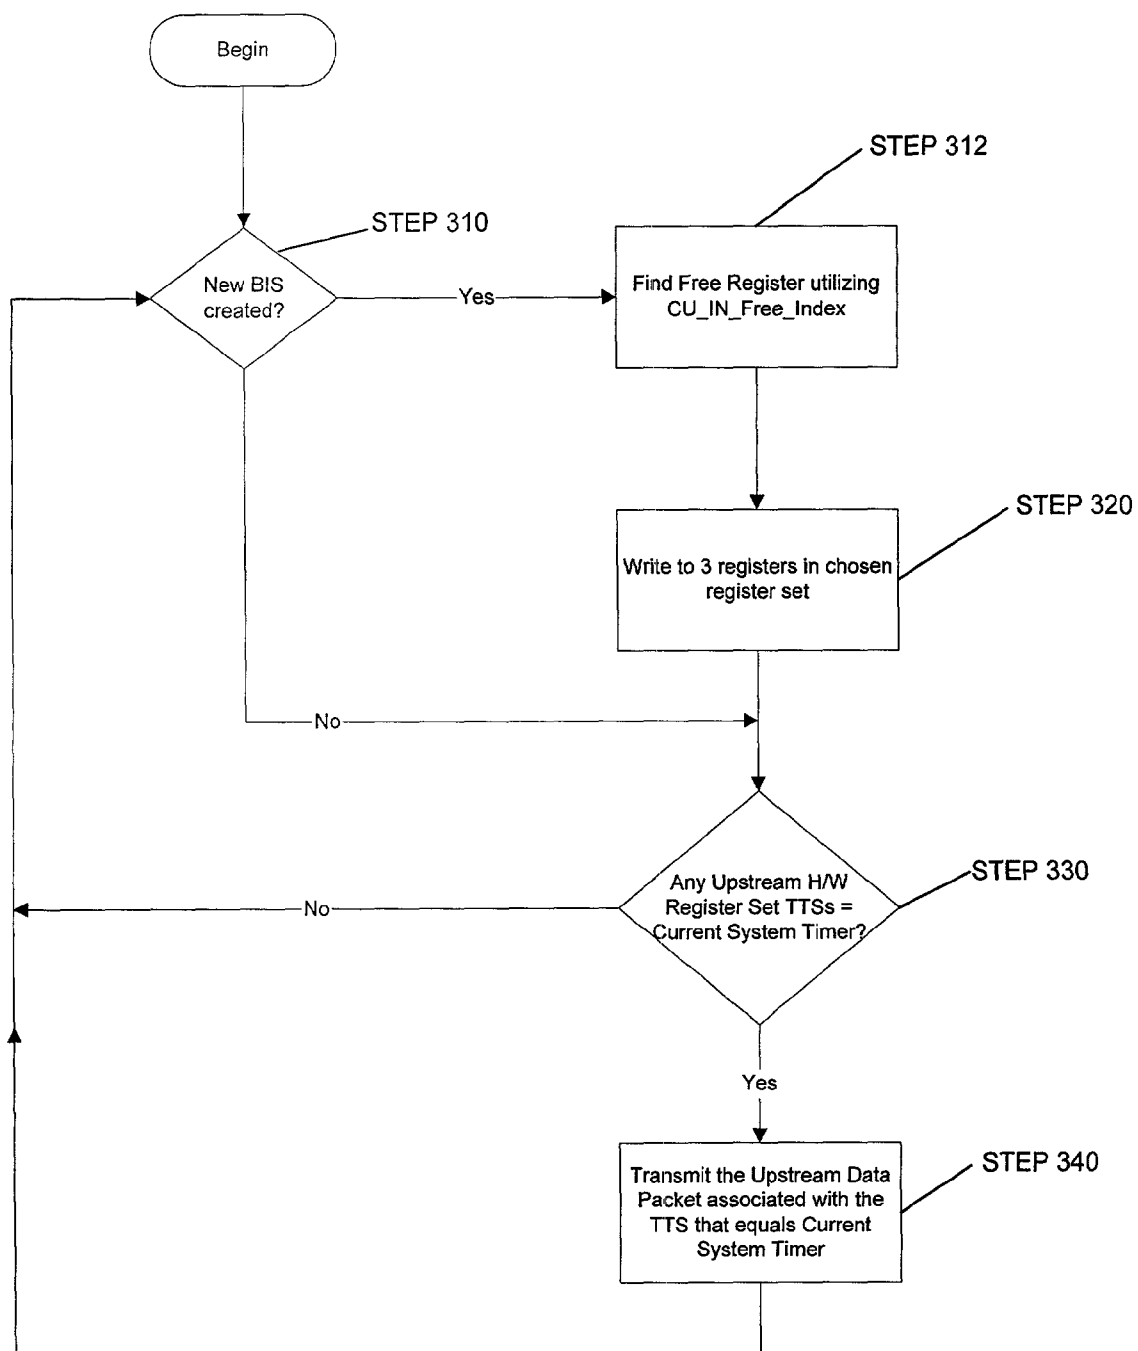 Begin
STEP 312
STEP 310
New BIS
created?
Yes
Find Free Register utilizing
CU_IN_Free_Index
STEP 320
Write to 3 registers in chosen
register set
No
STEP 330
Any Upstream H/W
Register Set TTSs =
Current System Timer?
No
Yes
STEP 340
Transmit the Upstream Data
Packet associated with the
TTS that equals Current
System Timer